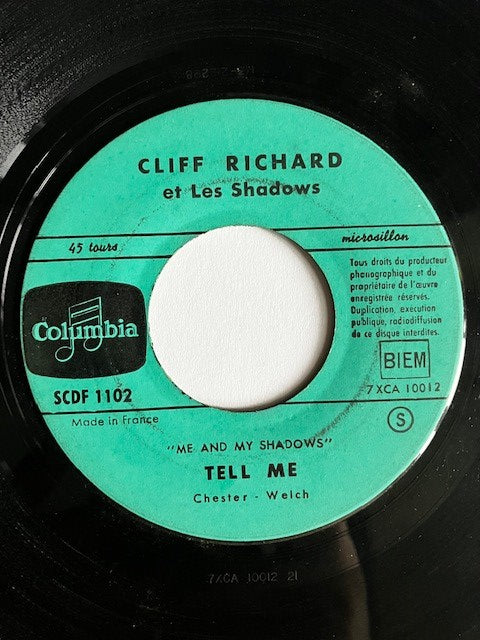 CLIFF RICHARD
et Les Shadows
45 tours
microsillon
Tous droits du producteur
phonographique et du
propriétaire de l'œuvre
enregistrée réservés.
Duplication, execution
publique, radiodiffusion
de ce disque interdites.
Columbia
BIEM
SCDF 1102
7XCA 10012
Made in France
S
"ME AND MY SHADOWS"
TELL ME
Chester - Welch
7XCA 10012 21